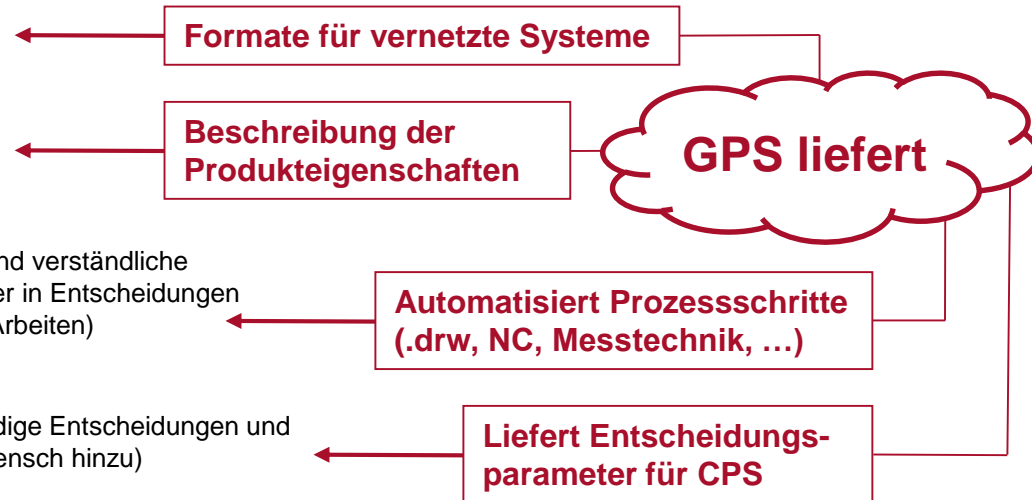 Formate für vernetzte Systeme
Beschreibung der
Produkteigenschaften
GPS liefert
nd verständliche
er in Entscheidungen
Arbeiten)
Automatisiert Prozessschritte
(.drw, NC, Messtechnik, …)
dige Entscheidungen und
ensch hinzu)
Liefert Entscheidungs-
parameter für CPS